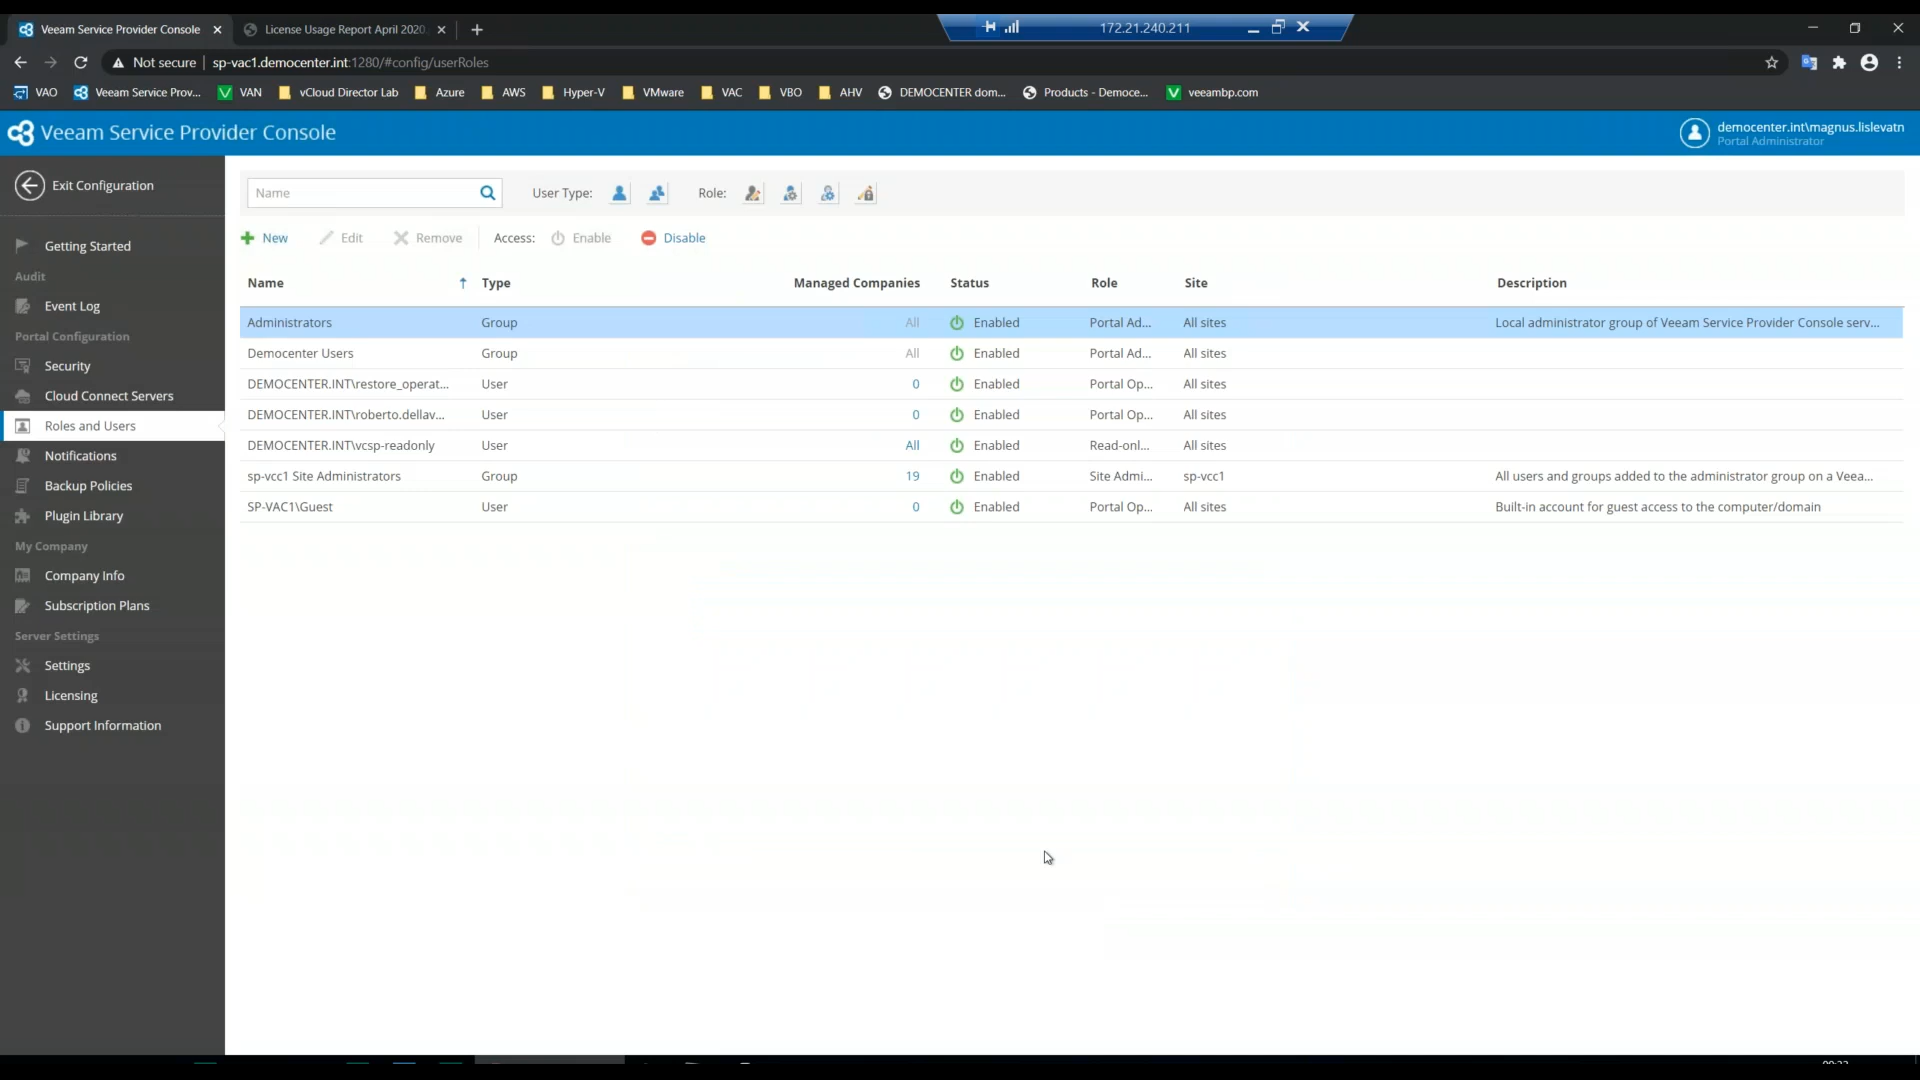 Veeam Service Provider Console
License Usage Report April 2020
172.21.240.211
Not secure
sp-vac1.democenter.int:1280/#config/userRoles
VAO
Veeam Service Prov...
VAN
vCloud Director Lab
Azure
AWS
Hyper-V
VMware
VAC
VBO
AHV
DEMOCENTER dom...
Products - Democe...
veeambp.com
Veeam Service Provider Console
democenter.int\magnus.lislevatn
Portal Administrator
Exit Configuration
Getting Started
Audit
Event Log
Portal Configuration
Security
Cloud Connect Servers
Roles and Users
Notifications
Backup Policies
Plugin Library
My Company
Company Info
Subscription Plans
Server Settings
Settings
Licensing
Support Information
Name
User Type:
Role:
New
Edit
Remove
Access:
Enable
Disable
Name Type Managed Companies Status Role Site Description
Administrators Group All Enabled Portal Ad... All sites Local administrator group of Veeam Service Provider Console serv...
Democenter Users Group All Enabled Portal Ad... All sites
DEMOCENTER.INT\restore_operat... User 0 Enabled Portal Op... All sites
DEMOCENTER.INT\roberto.dellav... User 0 Enabled Portal Op... All sites
DEMOCENTER.INT\vcsp-readonly User All Enabled Read-onl... All sites
sp-vcc1 Site Administrators Group 19 Enabled Site Admi... sp-vcc1 All users and groups added to the administrator group on a Veea...
SP-VAC1\Guest User 0 Enabled Portal Op... All sites Built-in account for guest access to the computer/domain